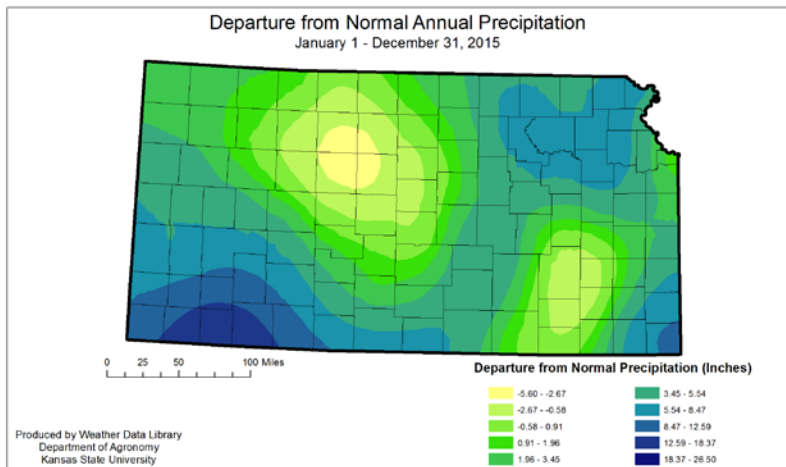 Departure from Normal Annual Precipitation
January 1 - December 31, 2015
0 25 50 100 Miles
Departure from Normal Precipitation (Inches)
-5.60 - -2.67
-2.67 - -0.58
-0.58 - 0.91
0.91 - 1.96
1.96 - 3.45
3.45 - 5.54
5.54 - 8.47
8.47 - 12.59
12.59 - 18.37
18.37 - 26.50
Produced by Weather Data Library
Department of Agronomy
Kansas State University